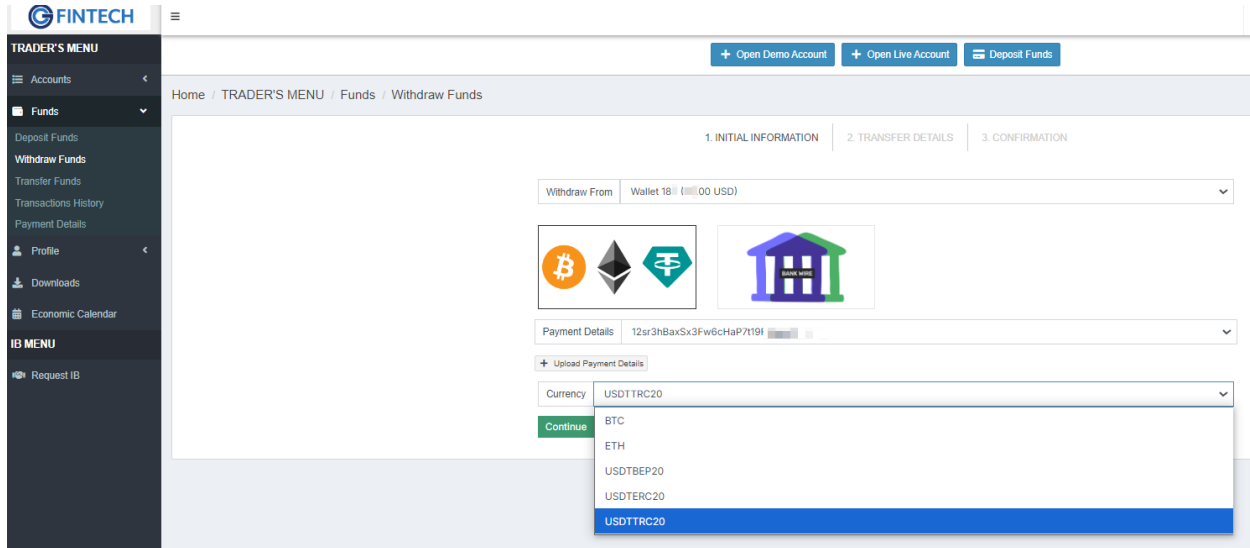 GFINTECH
TRADER'S MENU
+ Open Demo Account + Open Live Account Deposit Funds
Accounts
Home / TRADER'S MENU / Funds / Withdraw Funds
Funds
Deposit Funds
Withdraw Funds
Transfer Funds
Transactions History
Payment Details
Profile
Downloads
Economic Calendar
IB MENU
Request IB
1. INITIAL INFORMATION 2. TRANSFER DETAILS 3. CONFIRMATION
Withdraw From Wallet 18 ( .00 USD)
BANK WIRE
Payment Details 12sr3hBaxSx3Fw6cHaP7t19
+ Upload Payment Details
Currency USDTTRC20
Continue
BTC
ETH
USDTBEP20
USDTERC20
USDTTRC20